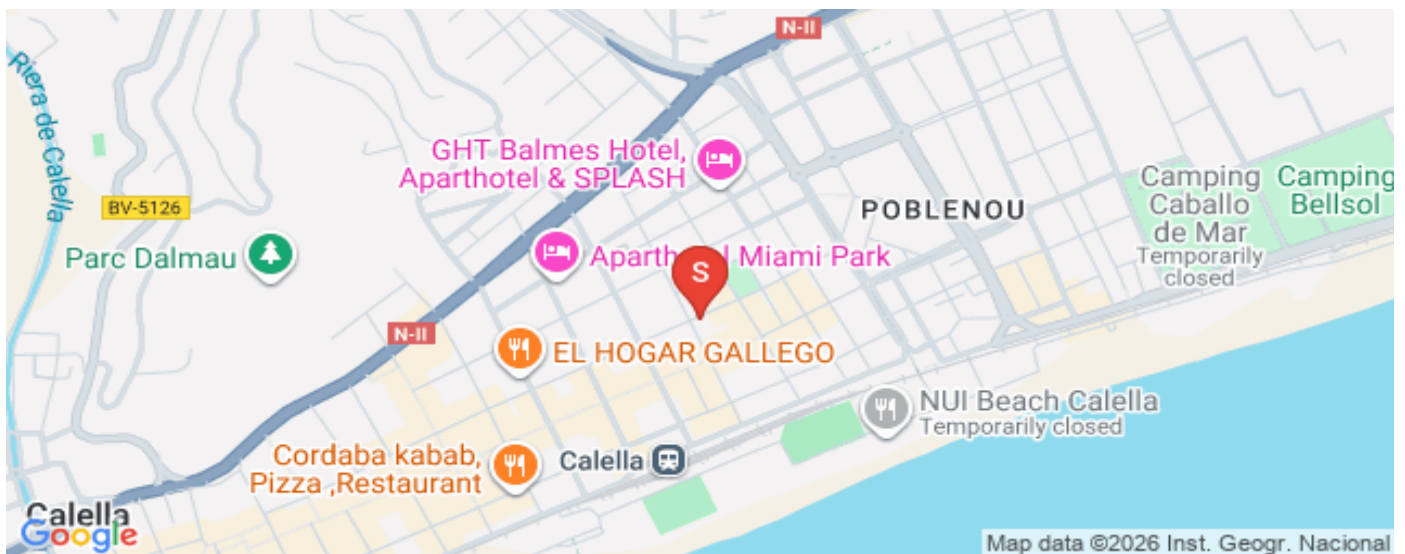 N-II
Riera de Calella
GHT Balmes Hotel,
Aparthotel & SPLASH
Camping
Caballo
de Mar
Temporarily
closed
Camping
Bellsol
BV-5126
POBLENOU
Parc Dalmau
Miami Park
S
N-II
EL HOGAR GALLEGO
NUI Beach Calella
Temporarily closed
Cordaba kabab,
Pizza ,Restaurant
Calella
Calella
Google
Map data ©2026 Inst. Geogr. Nacional